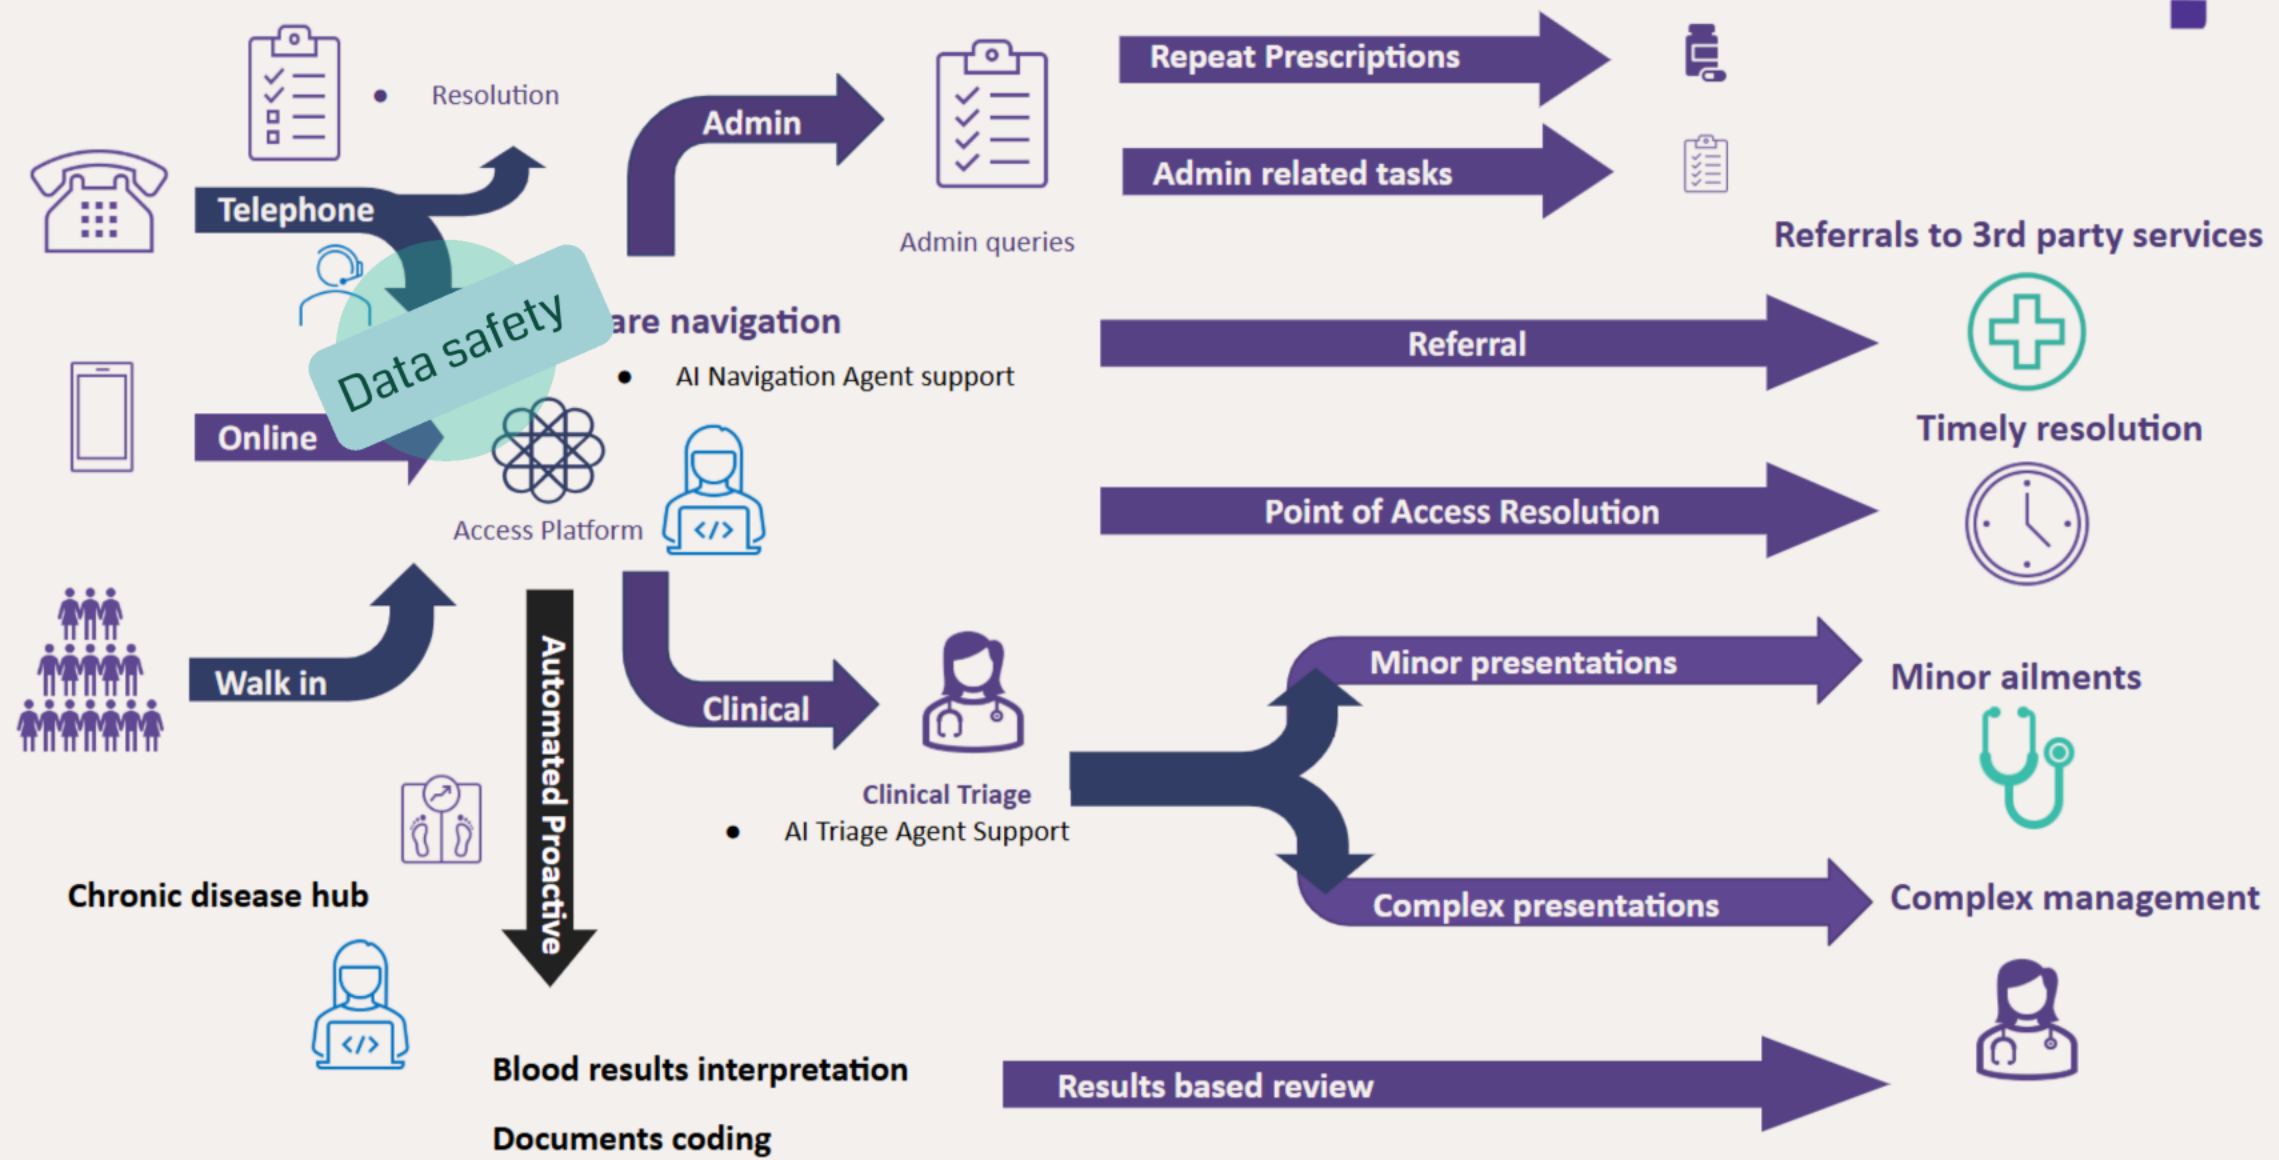 Resolution
Telephone
Admin
Admin queries
Repeat Prescriptions
Admin related tasks
Referrals to 3rd party services
Data safety
are navigation
AI Navigation Agent support
Referral
Timely resolution
Online
Access Platform
</>
Point of Access Resolution
Walk in
Automated Proactive
Clinical
Clinical Triage
AI Triage Agent Support
Minor presentations
Minor ailments
Complex presentations
Complex management
Chronic disease hub
</>
Blood results interpretation
Documents coding
Results based review